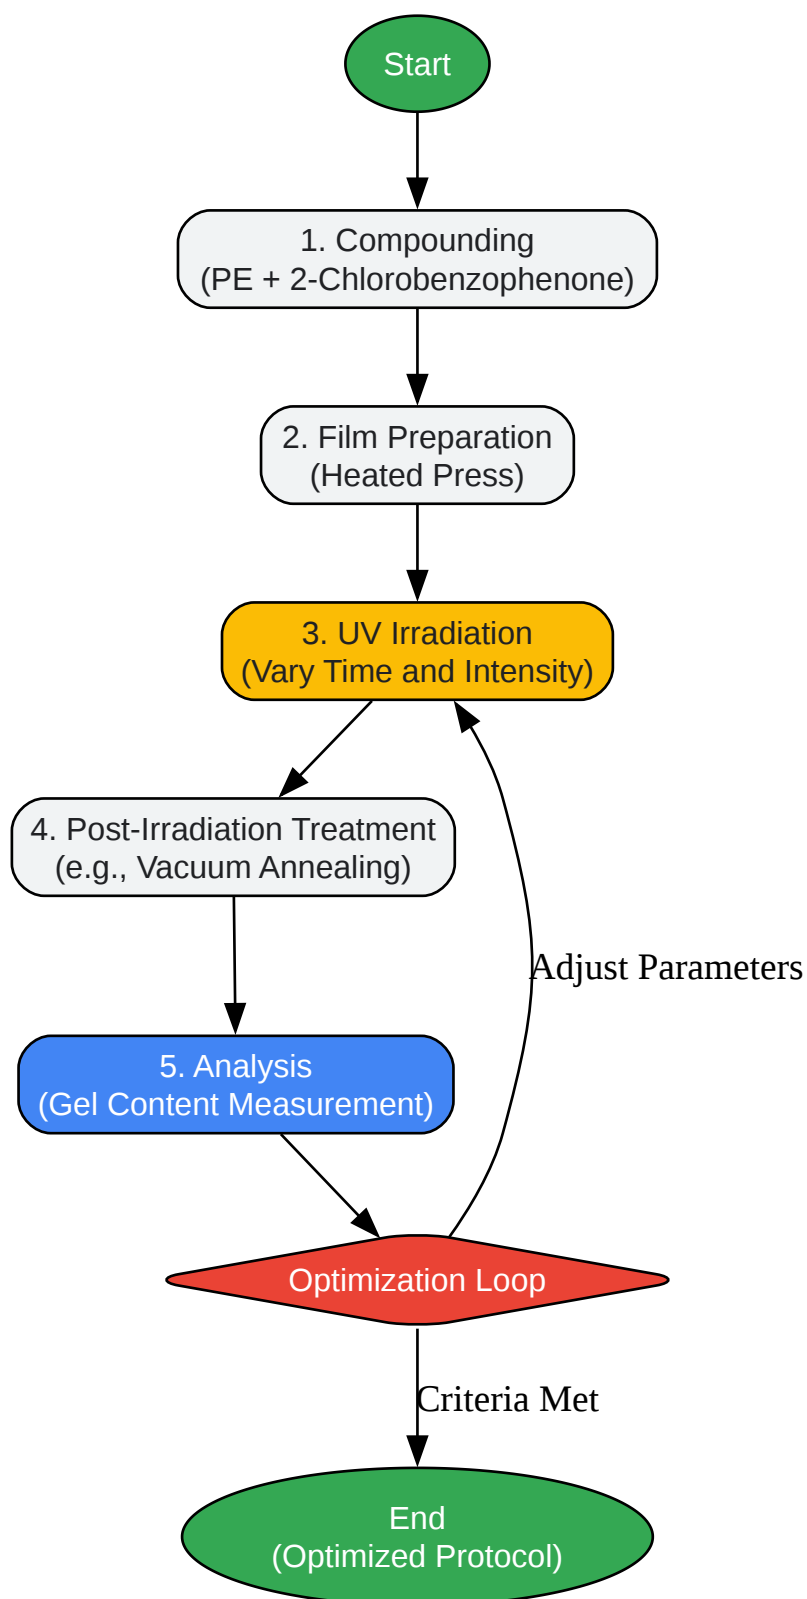 Start
1. Compounding
(PE + 2-Chlorobenzophenone)
2. Film Preparation
(Heated Press)
3. UV Irradiation
(Vary Time and Intensity)
4. Post-Irradiation Treatment
(e.g., Vacuum Annealing)
Adjust Parameters
5. Analysis
(Gel Content Measurement)
Optimization Loop
Criteria Met
End
(Optimized Protocol)